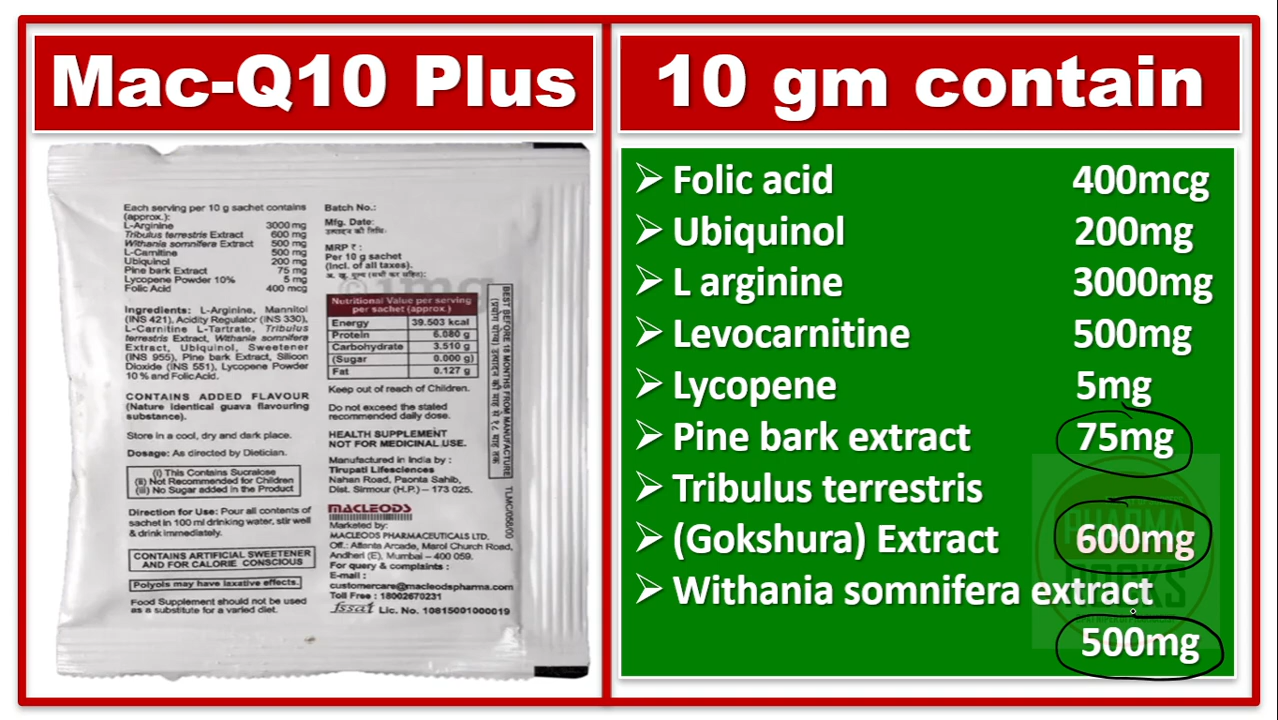 Mac-Q10 Plus
Each serving per 10 g sachet contains
(approx.):
L-Arginine 3000 mg
Tribulus terrestris Extract 600 mg
Withania somnifera Extract 500 mg
L-Carnitine 500 mg
Ubiquinol 200 mg
Pine bark Extract 75 mg
Lycopene Powder 10% 5 mg
Folic Acid 400 mcg
Ingredients: L-Arginine, Mannitol
(INS 421), Acidity Regulator (INS 330),
L-Carnitine L-Tartrate, Tribulus
terrestris Extract, Withania somnifera
Extract, Ubiquinol, Sweetener
(INS 955), Pine bark Extract, Silicon
Dioxide (INS 551), Lycopene Powder
10 % and Folic Acid.
CONTAINS ADDED FLAVOUR
(Nature identical guava flavouring
substance).
Store in a cool, dry and dark place.
Dosage: As directed by Dietician.
(i) This Contains Sucralose
(ii) Not Recommended for Children
(iii) No Sugar added in the Product
Direction for Use: Pour all contents of
sachet in 100 ml drinking water, stir well
& drink immediately.
CONTAINS ARTIFICIAL SWEETENER
AND FOR CALORIE CONSCIOUS
Polyols may have laxative effects.
Food Supplement should not be used
as a substitute for a varied diet.
Batch No.:
Mfg. Date:
MRP ₹ :
Per 10 g sachet
(Incl. of all taxes).
Nutritional Value per serving
per sachet (approx.)
Energy 39.503 kcal
Protein 6.080 g
Carbohydrate 3.510 g
(Sugar 0.000 g)
Fat 0.127 g
Keep out of reach of Children.
Do not exceed the stated
recommended daily dose.
HEALTH SUPPLEMENT
NOT FOR MEDICINAL USE.
Manufactured in India by :
Tirupati Lifesciences
Nahan Road, Paonta Sahib,
Dist. Sirmour (H.P.) – 173 025.
MACLEODS
Marketed by:
MACLEODS PHARMACEUTICALS LTD.
Off.: Atlanta Arcade, Marol Church Road,
Andheri (E), Mumbai – 400 059.
For query & complaints :
E-mail :
customercare@macleodspharma.com
Toll Free : 18002670231
fssai Lic. No. 10815001000019
BEST BEFORE 18 MONTHS FROM MANUFACTURE
TLMC/056/00
10 gm contain
Folic acid 400mcg
Ubiquinol 200mg
L arginine 3000mg
Levocarnitine 500mg
Lycopene 5mg
Pine bark extract 75mg
Tribulus terrestris
(Gokshura) Extract 600mg
Withania somnifera extract
500mg
PHARMA
ROCKS